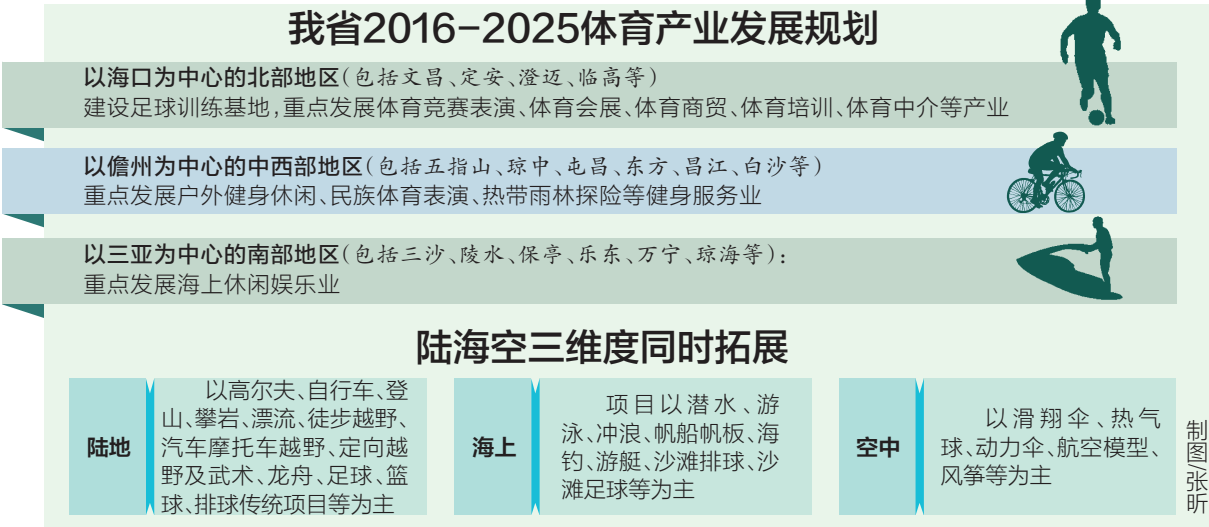 我省2016-2025体育产业发展规划
以海口为中心的北部地区(包括文昌、定安、澄迈、临高等)
建设足球训练基地,重点发展体育竞赛表演、体育会展、体育商贸、体育培训、体育中介等产业
以儋州为中心的中西部地区(包括五指山、琼中、屯昌、东方、昌江、白沙等)
重点发展户外健身休闲、民族体育表演、热带雨林探险等健身服务业
以三亚为中心的南部地区(包括三沙、陵水、保亭、乐东、万宁、琼海等):
重点发展海上休闲娱乐业
陆海空三维度同时拓展
陆地
以高尔夫、自行车、登
山、攀岩、漂流、徒步越野、
汽车摩托车越野、定向越
野及武术、龙舟、足球、篮
球、排球传统项目等为主
海上
项目以潜水、游
泳、冲浪、帆船帆板、海
钓、游艇、沙滩排球、沙
滩足球等为主
空中
以滑翔伞、热气
球、动力伞、航空模型、
风筝等为主
制图/张昕